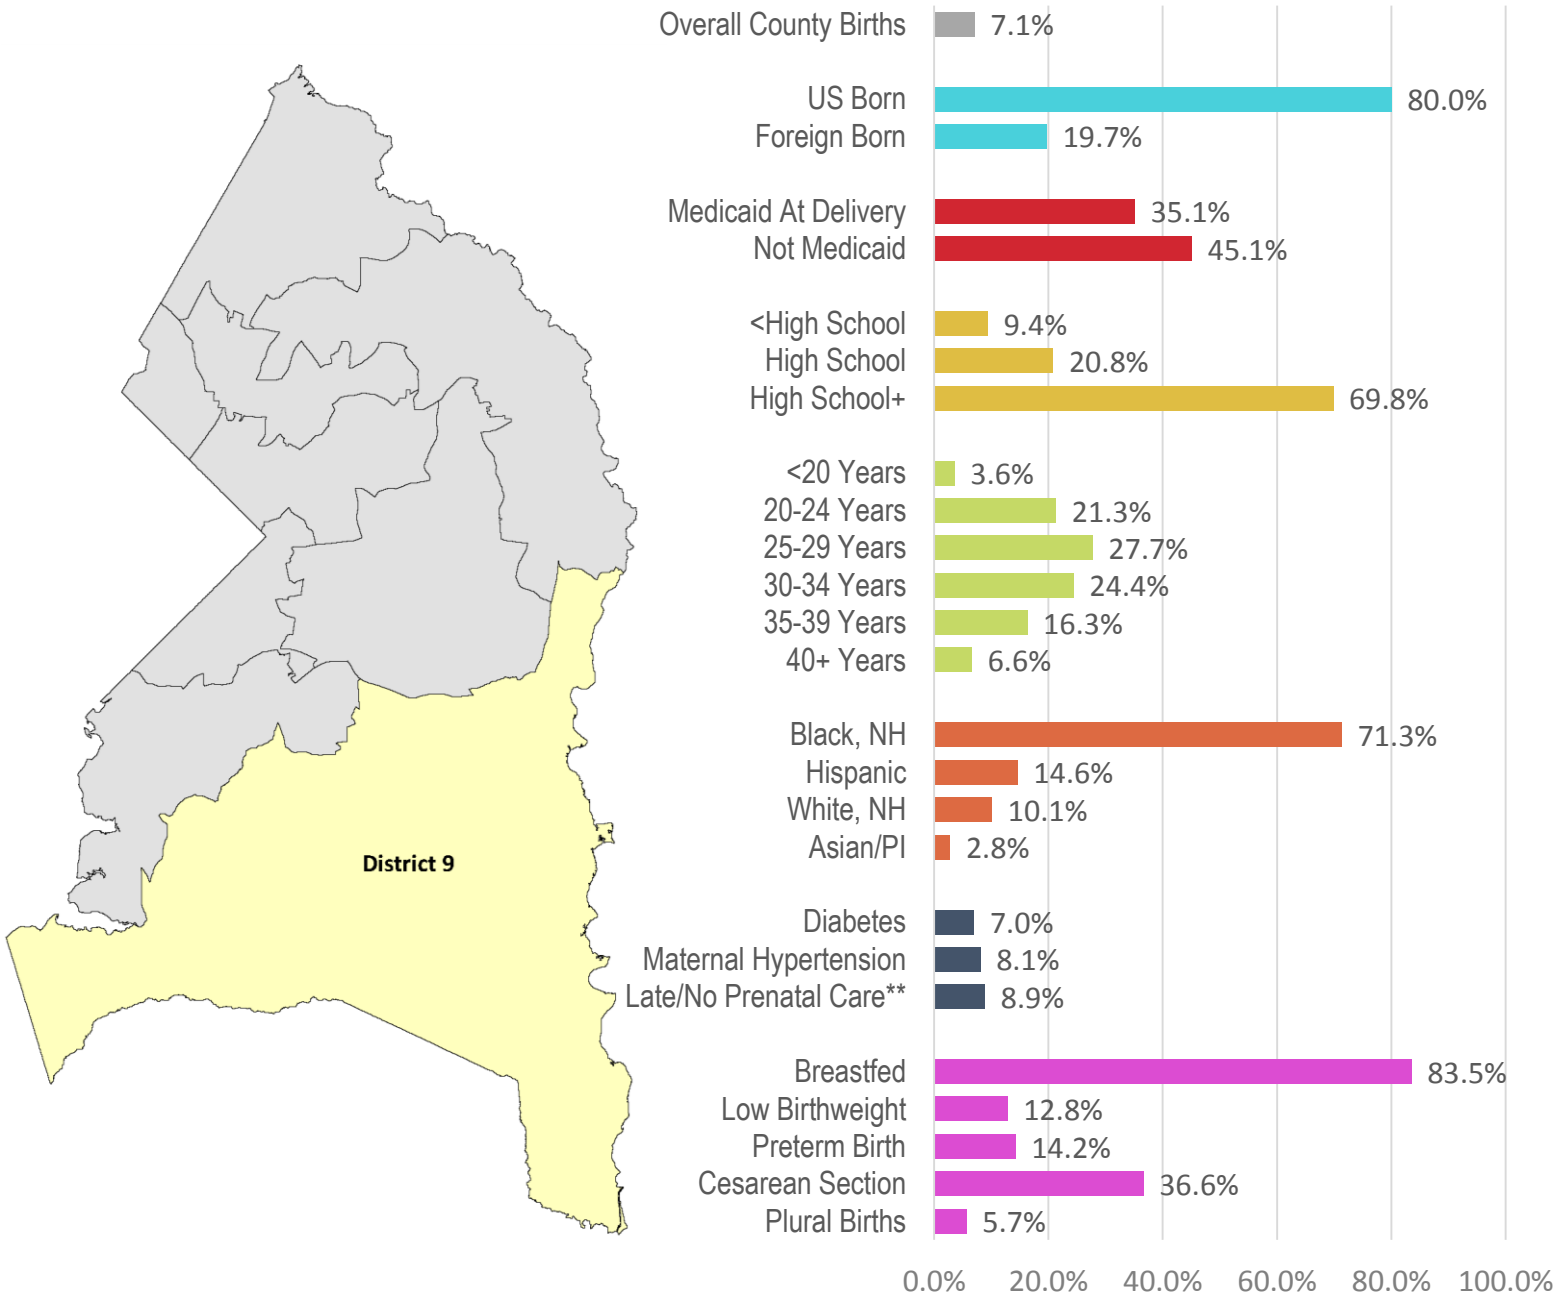 Overall County Births 7.1%
US Born 80.0%
Foreign Born 19.7%
Medicaid At Delivery 35.1%
Not Medicaid 45.1%
<High School 9.4%
High School 20.8%
High School+ 69.8%
<20 Years 3.6%
20-24 Years 21.3%
25-29 Years 27.7%
30-34 Years 24.4%
35-39 Years 16.3%
40+ Years 6.6%
Black, NH 71.3%
Hispanic 14.6%
White, NH 10.1%
Asian/PI 2.8%
District 9
Diabetes 7.0%
Maternal Hypertension 8.1%
Late/No Prenatal Care** 8.9%
Breastfed 83.5%
Low Birthweight 12.8%
Preterm Birth 14.2%
Cesarean Section 36.6%
Plural Births 5.7%
0.0% 20.0% 40.0% 60.0% 80.0% 100.0%